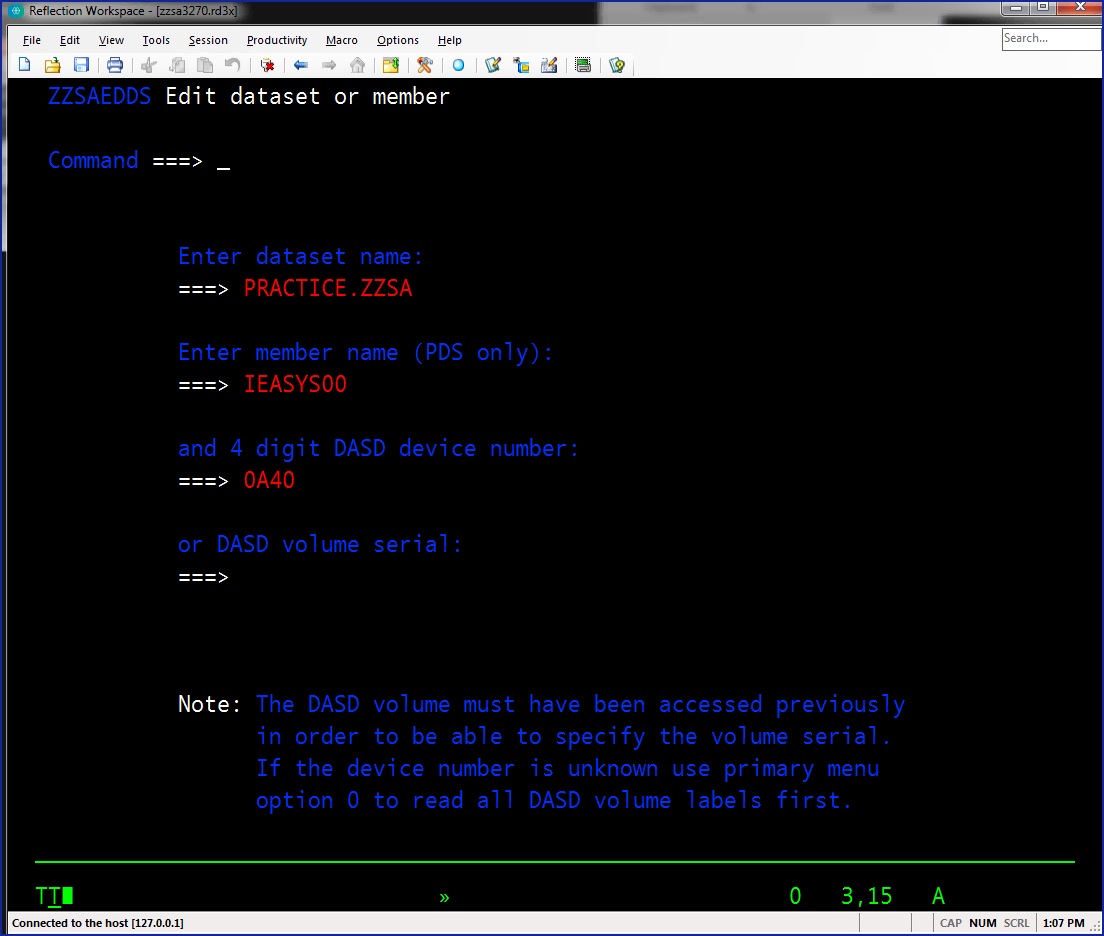 Reflection Workspace - [zzsa3270.rd3x]
File Edit View Tools Session Productivity Macro Options Help
Search...
ZZSAEDDS Edit dataset or member
Command ===> _
Enter dataset name:
===> PRACTICE.ZZSA
Enter member name (PDS only):
===> IEASYS00
and 4 digit DASD device number:
===> 0A40
or DASD volume serial:
===>
Note: The DASD volume must have been accessed previously
in order to be able to specify the volume serial.
If the device number is unknown use primary menu
option 0 to read all DASD volume labels first.
TT » 0 3,15 A
Connected to the host [127.0.0.1] CAP NUM SCRL 1:07 PM